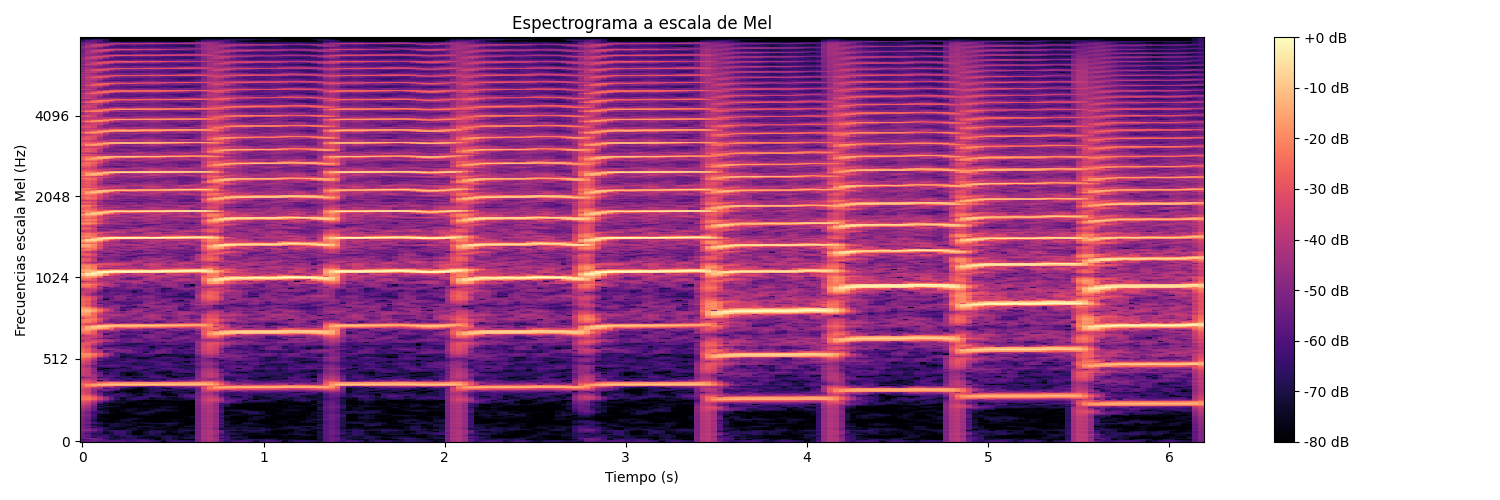 Espectrograma a escala de Mel
Frecuencias escala Mel (Hz)
4096
2048
1024
512
0
0 1 2 3 4 5 6
Tiempo (s)
+0 dB
-10 dB
-20 dB
-30 dB
-40 dB
-50 dB
-60 dB
-70 dB
-80 dB